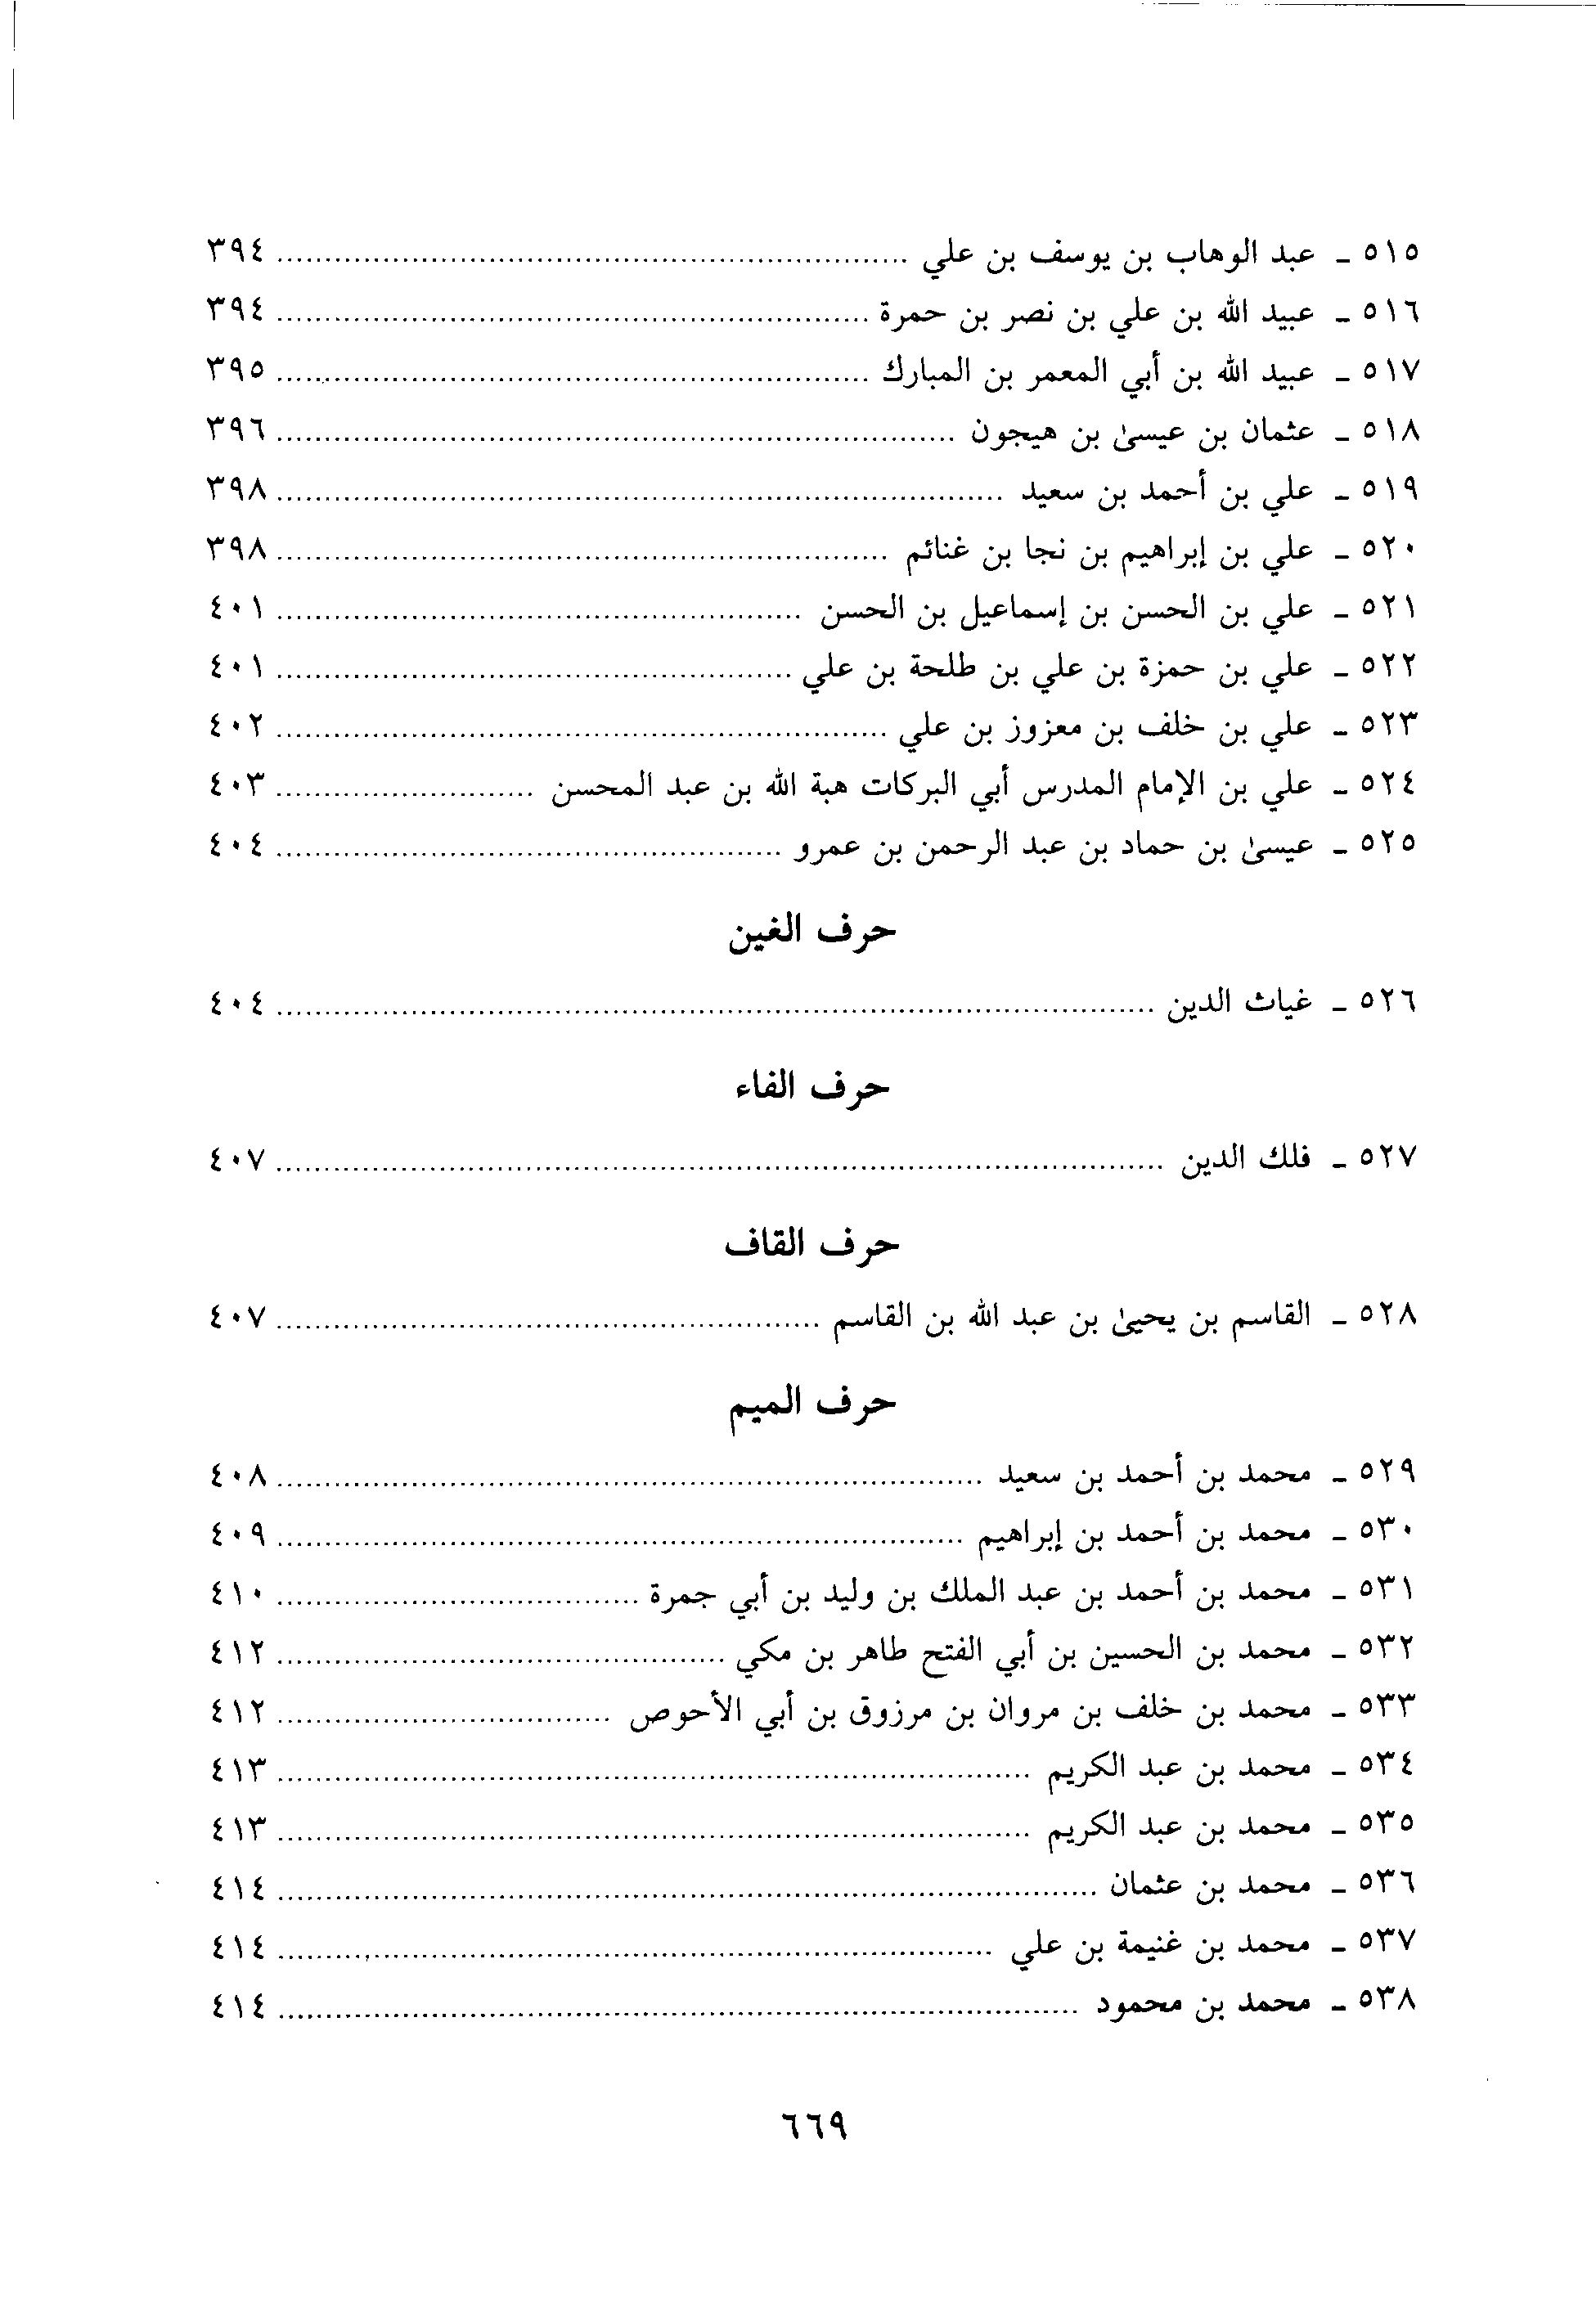 ٥١٥ - عبد الوهاب بن يوسف بن علي ........ ٣٩٤
٥١٦ - عبيد الله بن علي بن نصر بن حمرة ........ ٣٩٤
٥١٧ - عبيد الله بن أبي المعمر بن المبارك ........ ٣٩٥
٥١٨ - عثمان بن عيسىٰ بن هيجون ........ ٣٩٦
٥١٩ - علي بن أحمد بن سعيد ........ ٣٩٨
٥٢٠ - علي بن إبراهيم بن نجا بن غنائم ........ ٣٩٨
٥٢١ - علي بن الحسن بن إسماعيل بن الحسن ........ ٤٠١
٥٢٢ - علي بن حمزة بن علي بن طلحة بن علي ........ ٤٠١
٥٢٣ - علي بن خلف بن معزوز بن علي ........ ٤٠٢
٥٢٤ - علي بن الإمام المدرس أبي البركات هبة الله بن عبد المحسن ........ ٤٠٣
٥٢٥ - عيسىٰ بن حماد بن عبد الرحمن بن عمرو ........ ٤٠٤
حرف الغين
٥٢٦ - غياث الدين ........ ٤٠٤
حرف الفاء
٥٢٧ - فلك الدين ........ ٤٠٧
حرف القاف
٥٢٨ - القاسم بن يحيىٰ بن عبد الله بن القاسم ........ ٤٠٧
حرف الميم
٥٢٩ - محمد بن أحمد بن سعيد ........ ٤٠٨
٥٣٠ - محمد بن أحمد بن إبراهيم ........ ٤٠٩
٥٣١ - محمد بن أحمد بن عبد الملك بن وليد بن أبي جمرة ........ ٤١٠
٥٣٢ - محمد بن الحسين بن أبي الفتح طاهر بن مكي ........ ٤١٢
٥٣٣ - محمد بن خلف بن مروان بن مرزوق بن أبي الأحوص ........ ٤١٢
٥٣٤ - محمد بن عبد الكريم ........ ٤١٣
٥٣٥ - محمد بن عبد الكريم ........ ٤١٣
٥٣٦ - محمد بن عثمان ........ ٤١٤
٥٣٧ - محمد بن غنيمة بن علي ........ ٤١٤
٥٣٨ - محمد بن محمود ........ ٤١٤
٦٦٩